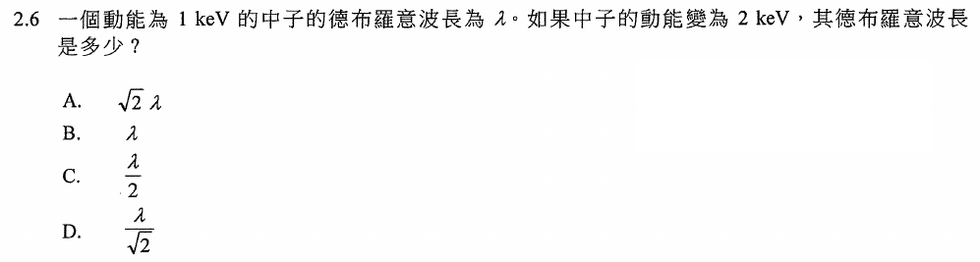 2.6 一個動能為 1 keV 的中子的德布羅意波長為 λ。如果中子的動能變為 2 keV，其德布羅意波長
是多少？
A. √2 λ
B. λ
C. λ/2
D. λ/√2